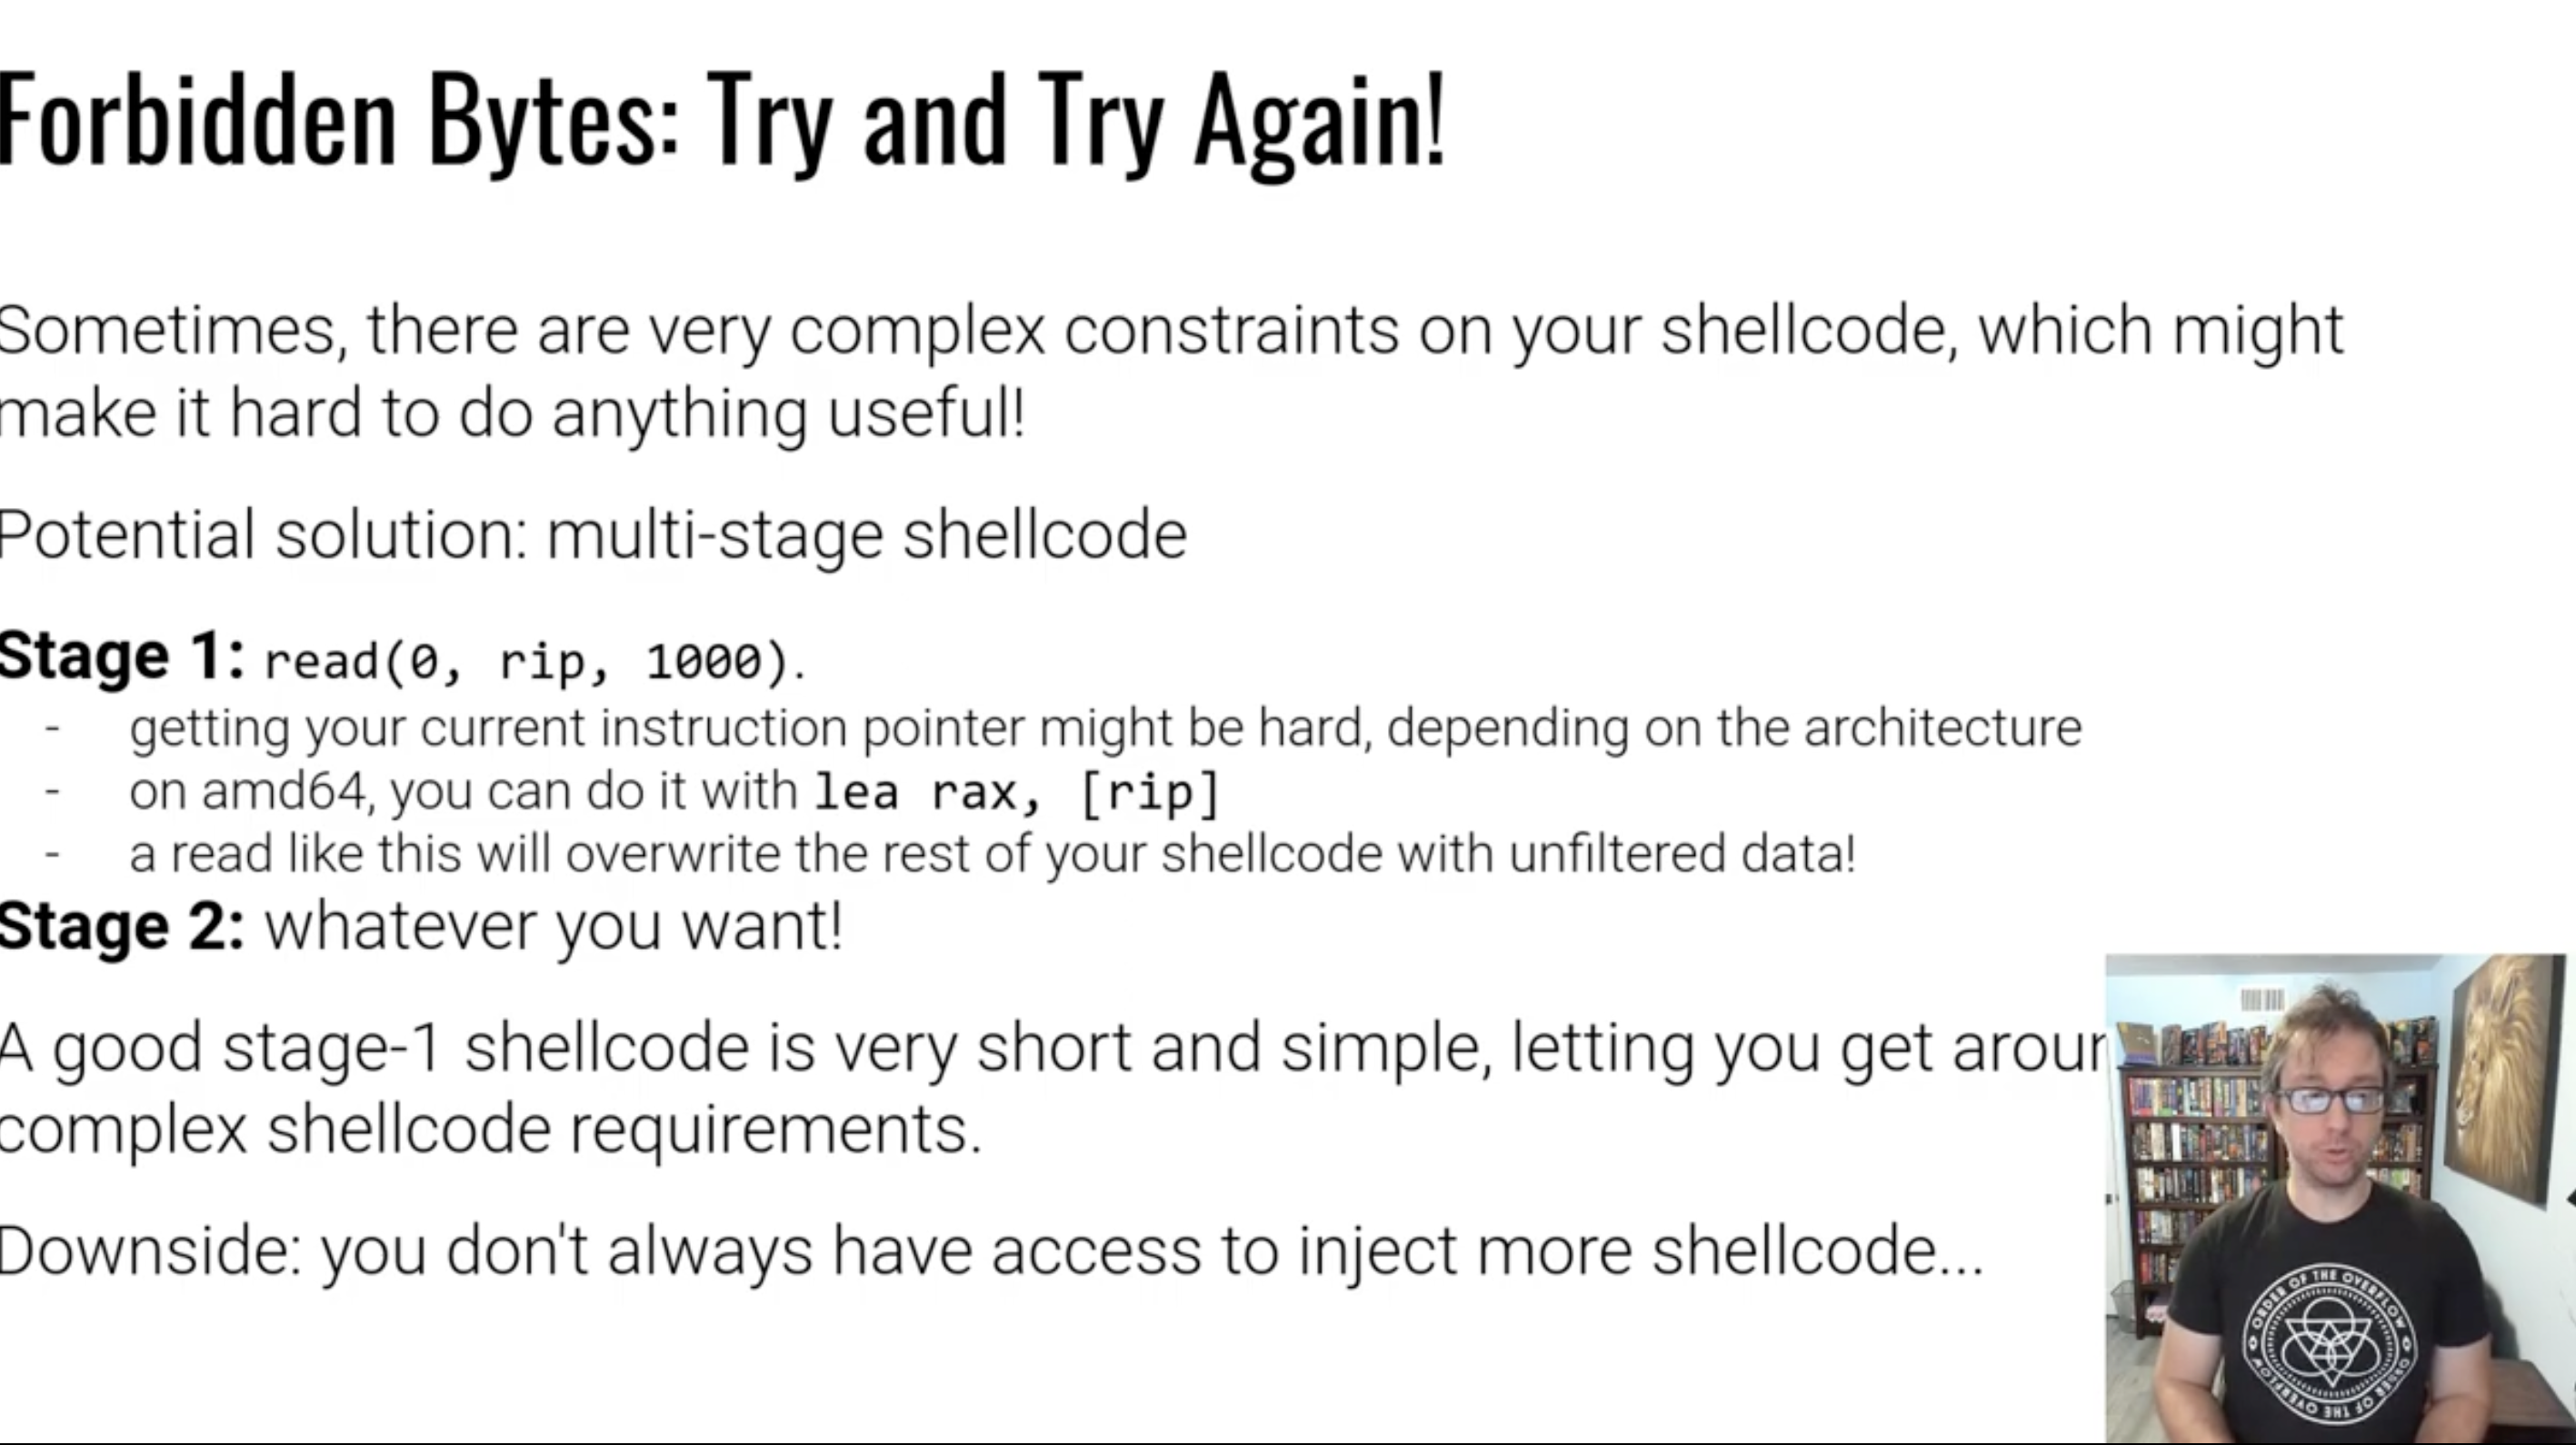 Forbidden Bytes: Try and Try Again!
Sometimes, there are very complex constraints on your shellcode, which might
make it hard to do anything useful!
Potential solution: multi-stage shellcode
Stage 1: read(0, rip, 1000).
- getting your current instruction pointer might be hard, depending on the architecture
- on amd64, you can do it with lea rax, [rip]
- a read like this will overwrite the rest of your shellcode with unfiltered data!
Stage 2: whatever you want!
A good stage-1 shellcode is very short and simple, letting you get
complex shellcode requirements.
Downside: you don't always have access to inject more shellcode...
ORDER OF THE OVERFLOW
ORDER OF THE OVERFLOW